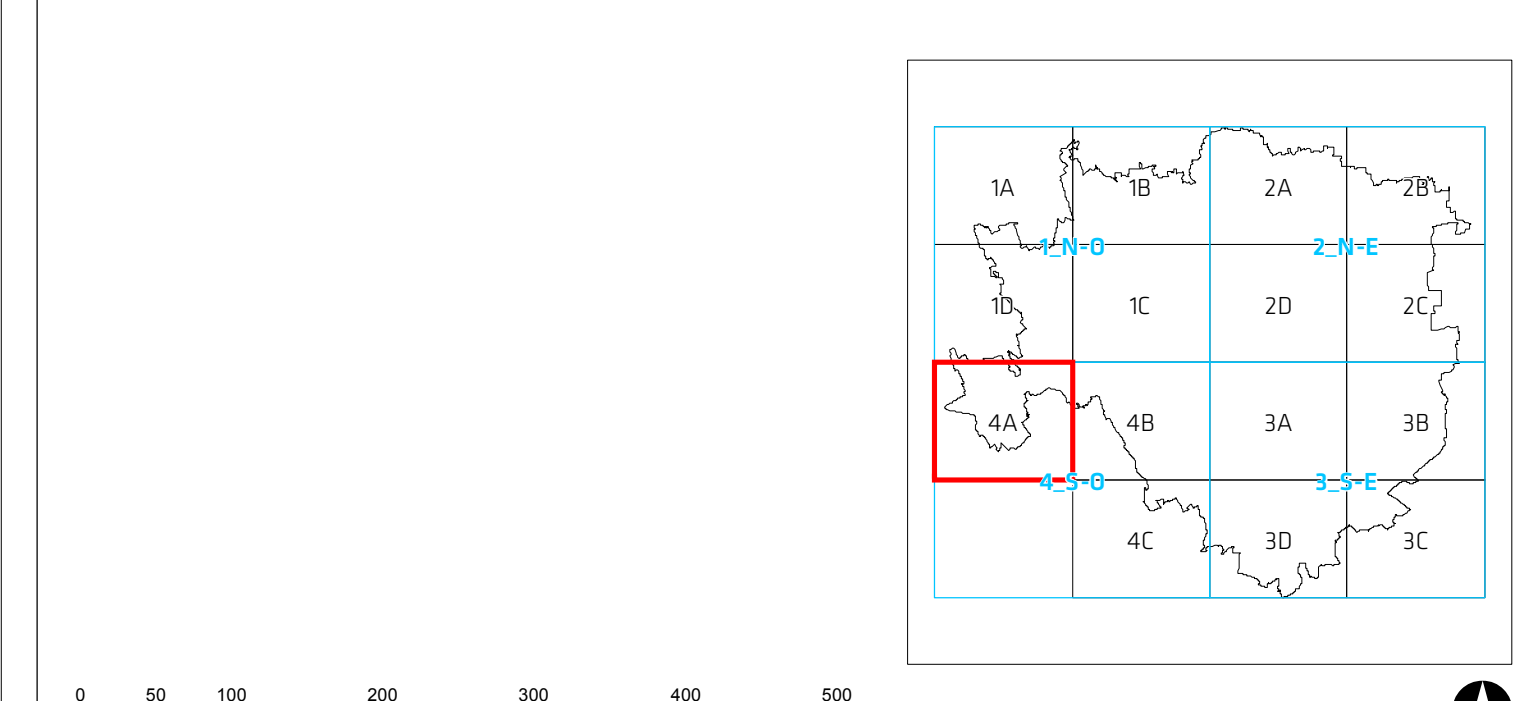 1A 1B 2A 2B
1_N-O 2_N-E
1D 1C 2D 2C
4A 4B 3A 3B
4_S-O 3_S-E
4C 3D 3C
0 50 100 200 300 400 500